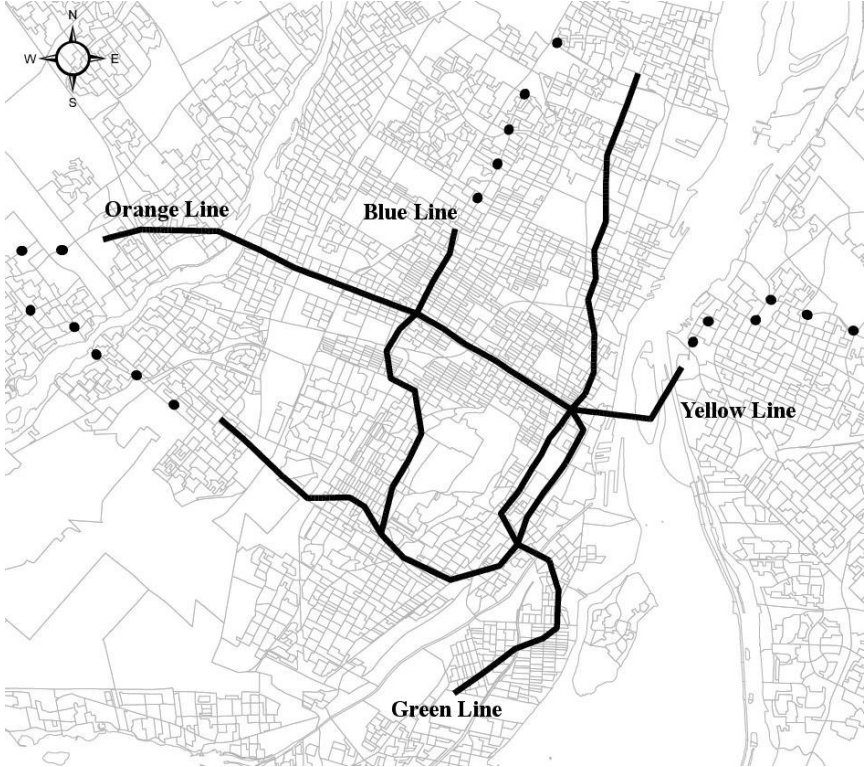 N
W E
S
Orange Line
Blue Line
Yellow Line
Green Line